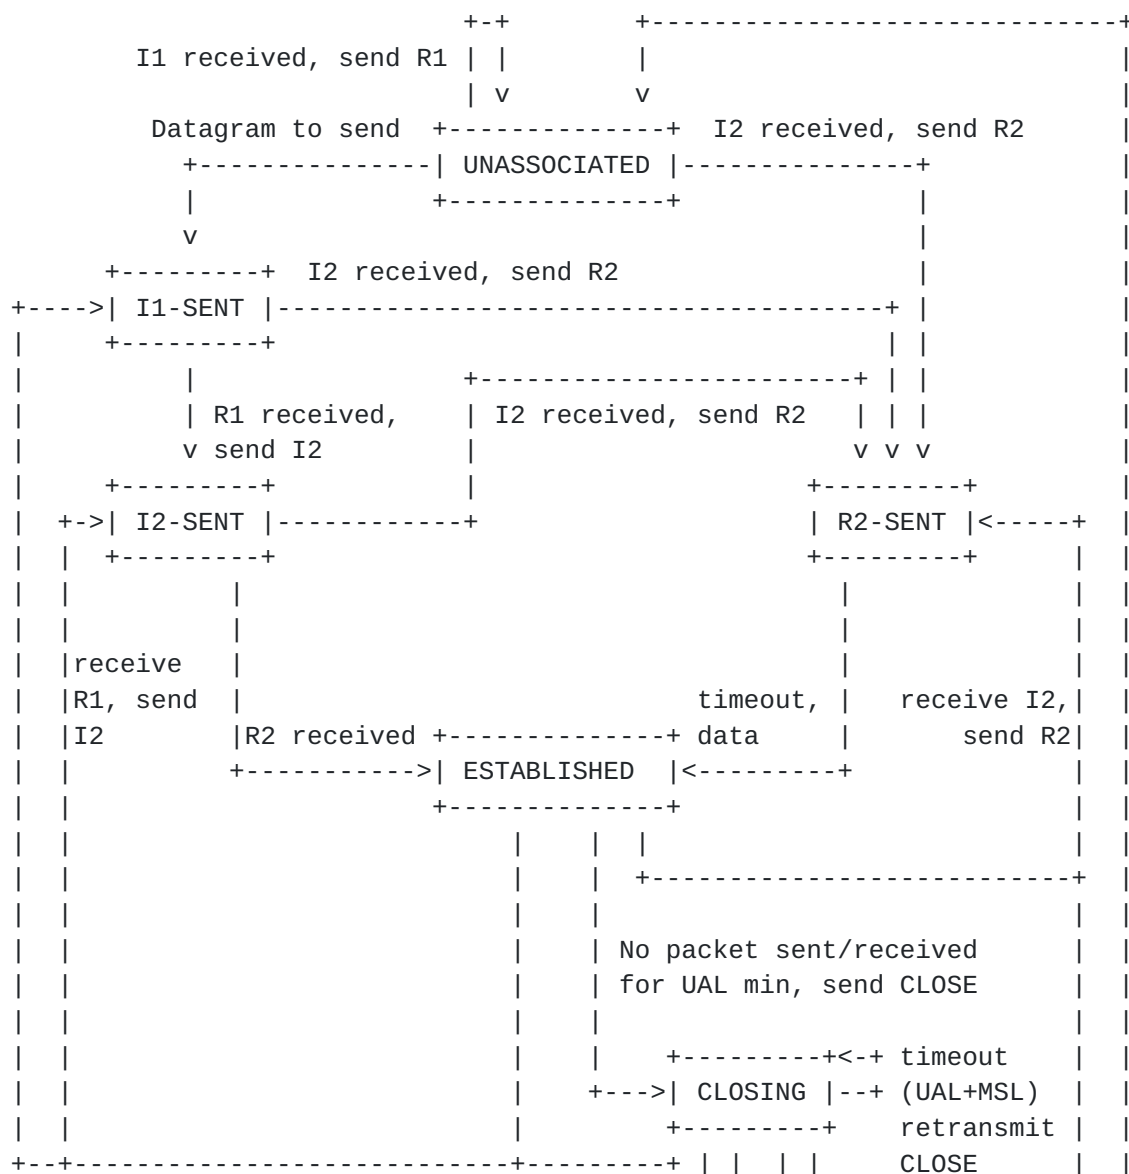 I1 received, send R1
Datagram to send I2 received, send R2
UNASSOCIATED
I2 received, send R2
I1-SENT
R1 received, I2 received, send R2
v send I2 v v v
I2-SENT R2-SENT
receive
R1, send timeout, receive I2,
I2 R2 received data send R2
ESTABLISHED
No packet sent/received
for UAL min, send CLOSE
timeout
CLOSING (UAL+MSL)
retransmit
CLOSE